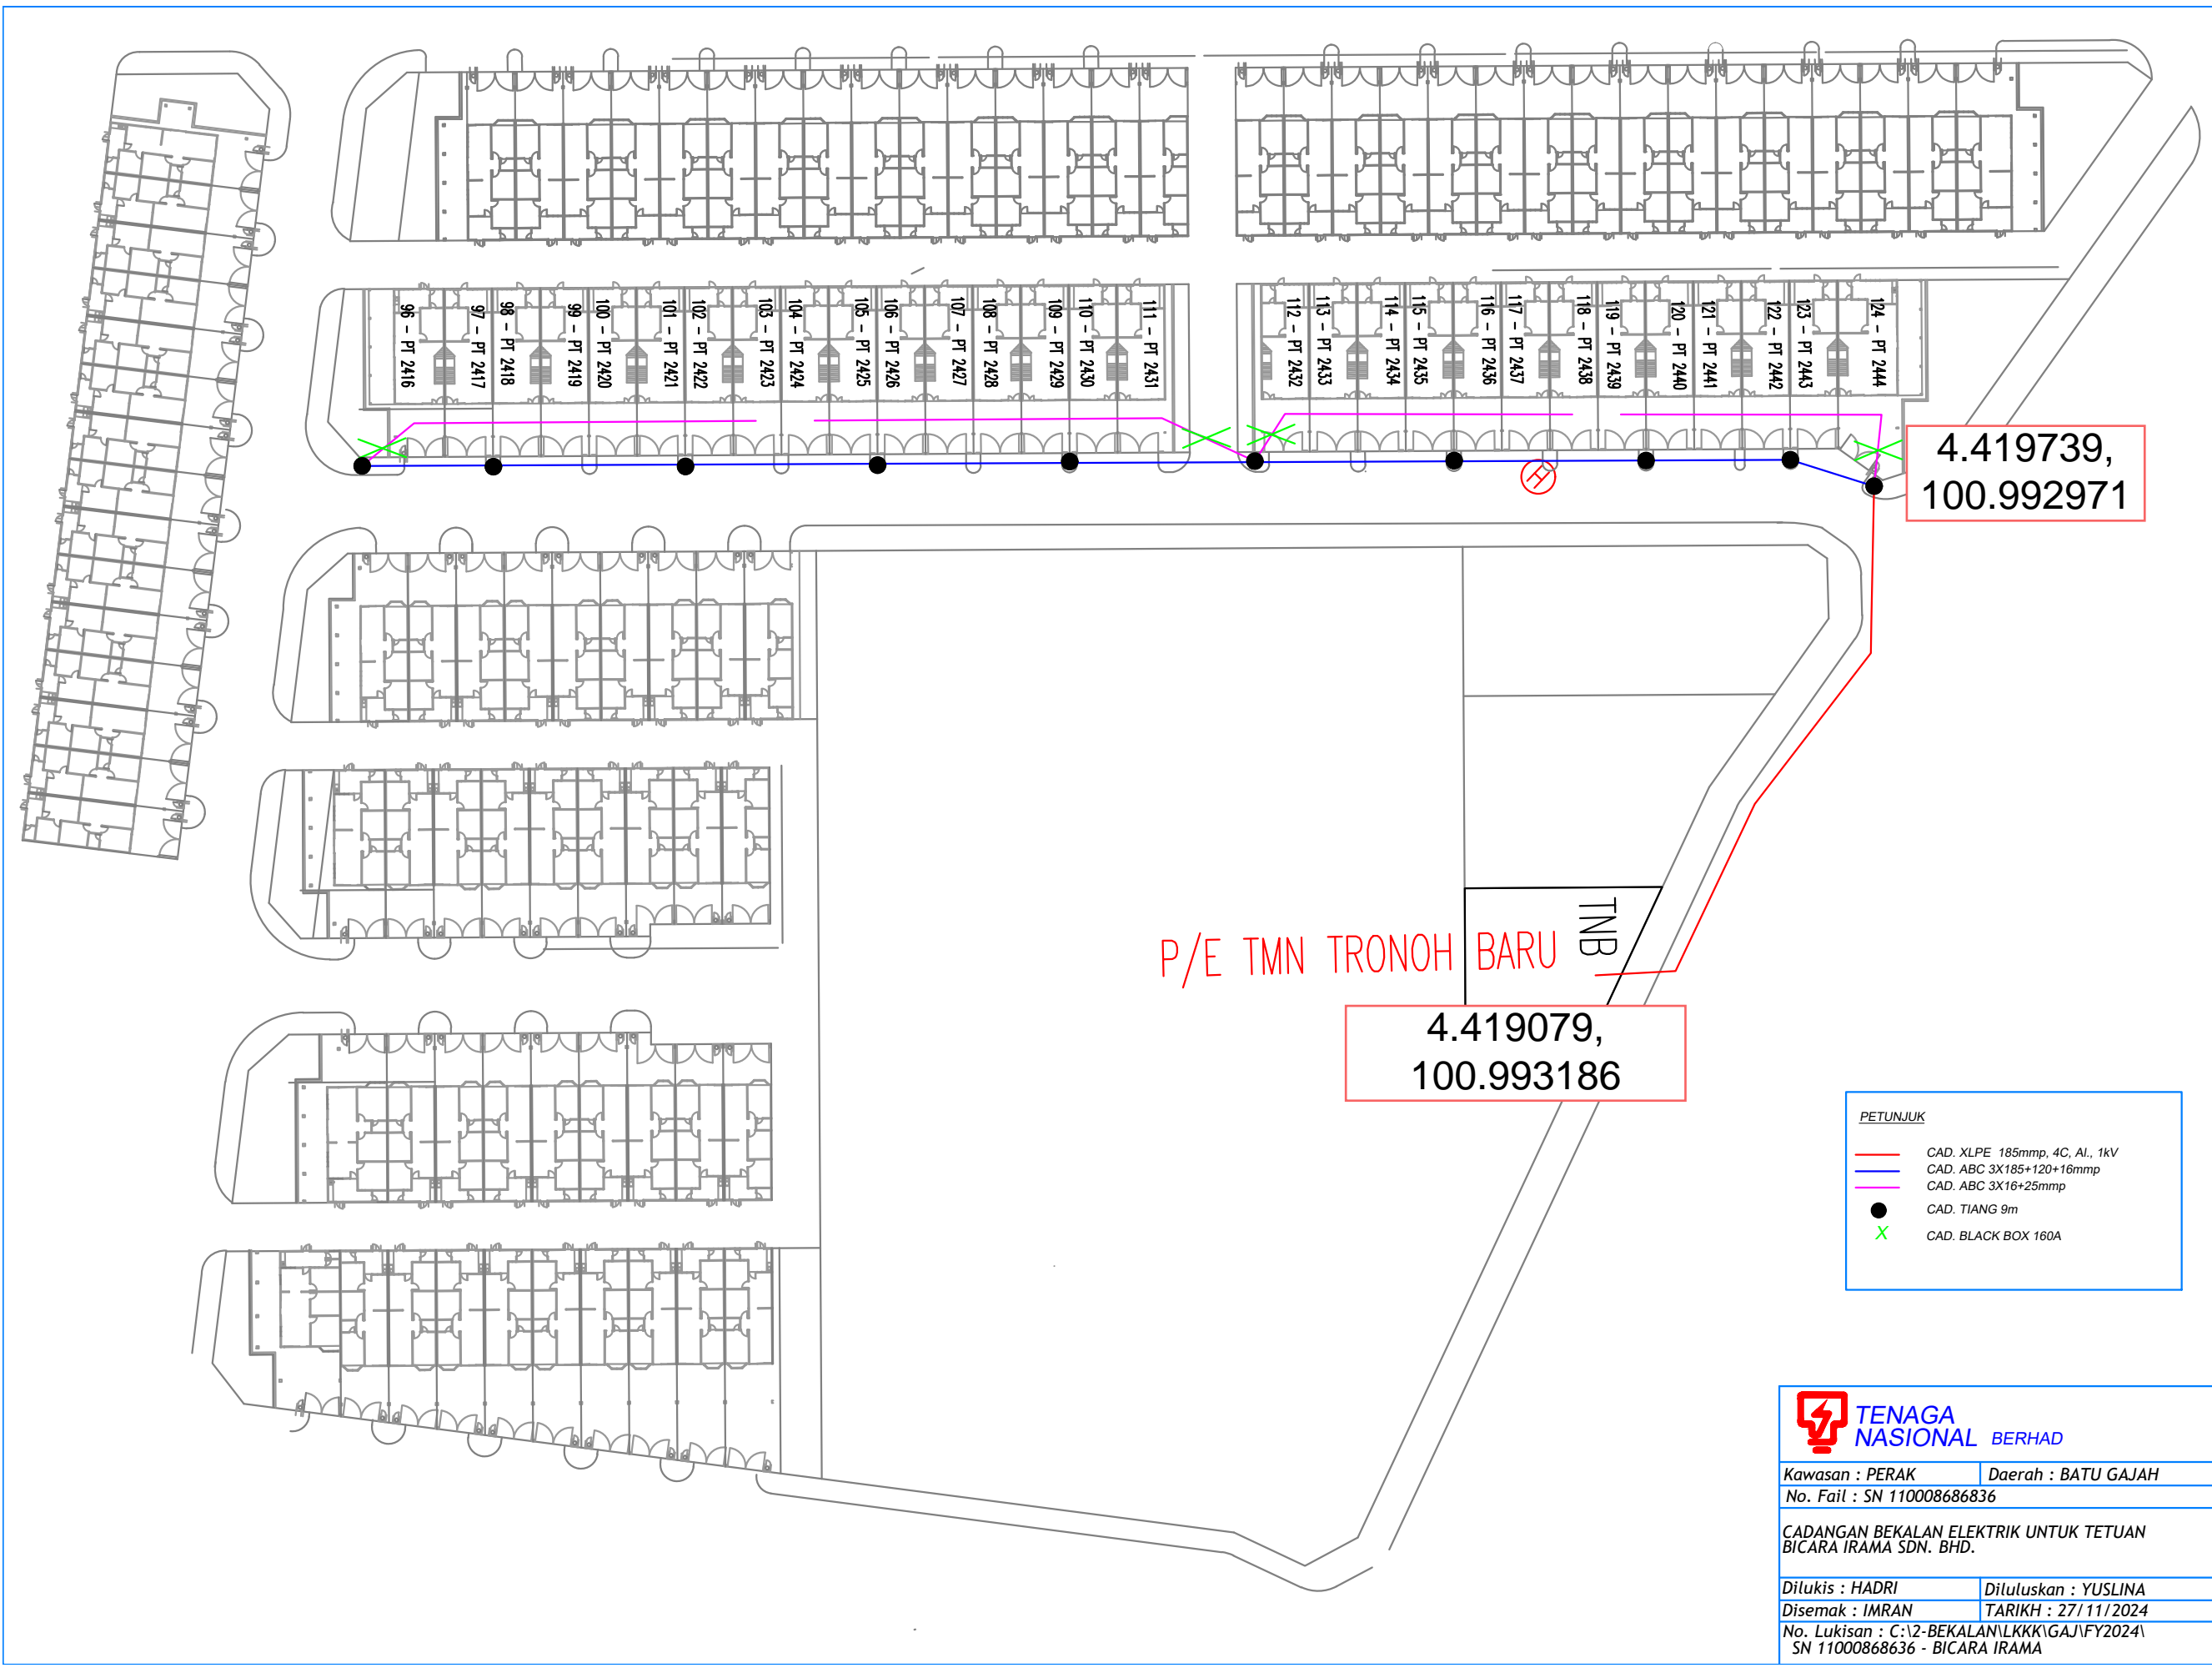 96 - PT 2416
97 - PT 2417
98 - PT 2418
99 - PT 2419
100 - PT 2420
101 - PT 2421
102 - PT 2422
103 - PT 2423
104 - PT 2424
105 - PT 2425
106 - PT 2426
107 - PT 2427
108 - PT 2428
109 - PT 2429
110 - PT 2430
111 - PT 2431
112 - PT 2432
113 - PT 2433
114 - PT 2434
115 - PT 2435
116 - PT 2436
117 - PT 2437
118 - PT 2438
119 - PT 2439
120 - PT 2440
121 - PT 2441
122 - PT 2442
123 - PT 2443
124 - PT 2444
H
4.419739,
100.992971
TNB
P/E TMN TRONOH BARU
4.419079,
100.993186
PETUNJUK
CAD. XLPE 185mmp, 4C, Al., 1kV
CAD. ABC 3X185+120+16mmp
CAD. ABC 3X16+25mmp
CAD. TIANG 9m
X CAD. BLACK BOX 160A
TENAGA
NASIONAL BERHAD
Kawasan : PERAK Daerah : BATU GAJAH
No. Fail : SN 110008686836
CADANGAN BEKALAN ELEKTRIK UNTUK TETUAN
BICARA IRAMA SDN. BHD.
Dilukis : HADRI Diluluskan : YUSLINA
Disemak : IMRAN TARIKH : 27/11/2024
No. Lukisan : C:\2-BEKALAN\LKKK\GAJ\FY2024\
SN 11000868636 - BICARA IRAMA